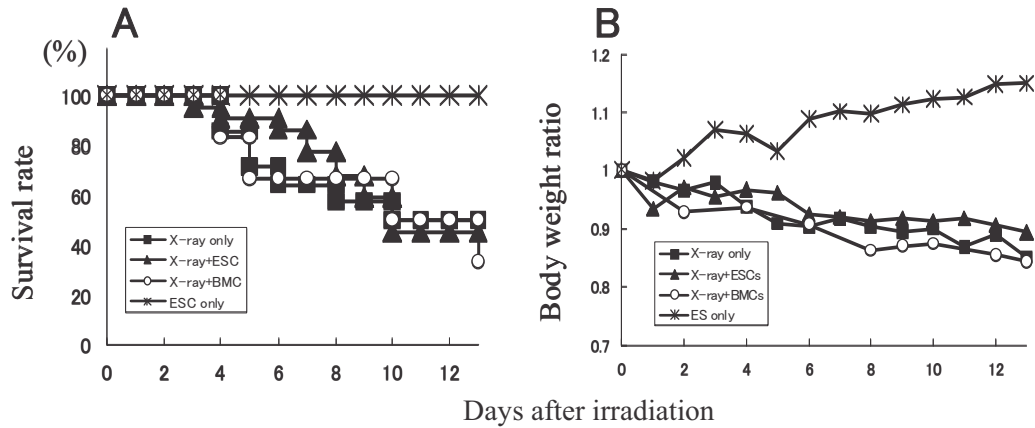 A
(%)
100
80
60
40
20
0
Survival rate
X-ray only
X-ray+ESC
X-ray+BMC
ESC only
0 2 4 6 8 10 12
B
1.2
1.1
1
0.9
0.8
0.7
Body weight ratio
X-ray only
X-ray+ESCs
X-ray+BMCs
ES only
0 2 4 6 8 10 12
Days after irradiation